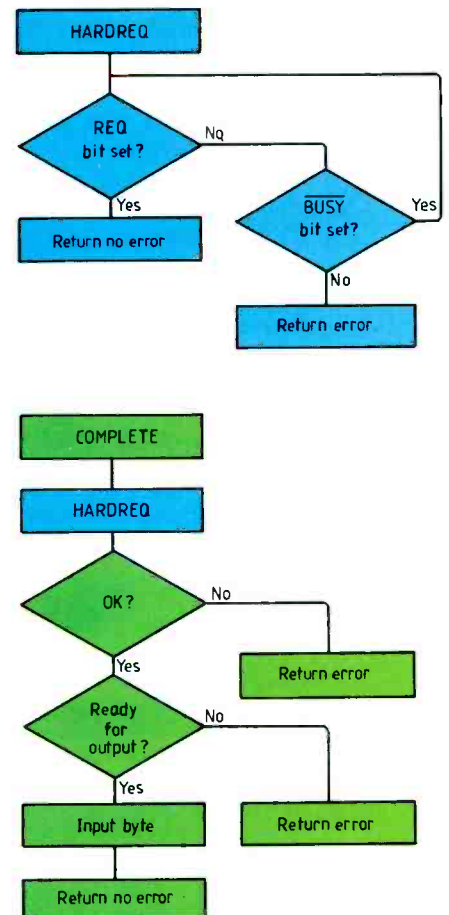 HARDREQ
REQ
bit set?
No
Yes
Return no error
BUSY
bit set?
Yes
No
Return error
COMPLETE
HARDREQ
OK?
No
Yes
Return error
Ready
for
output?
No
Yes
Input byte
Return error
Return no error